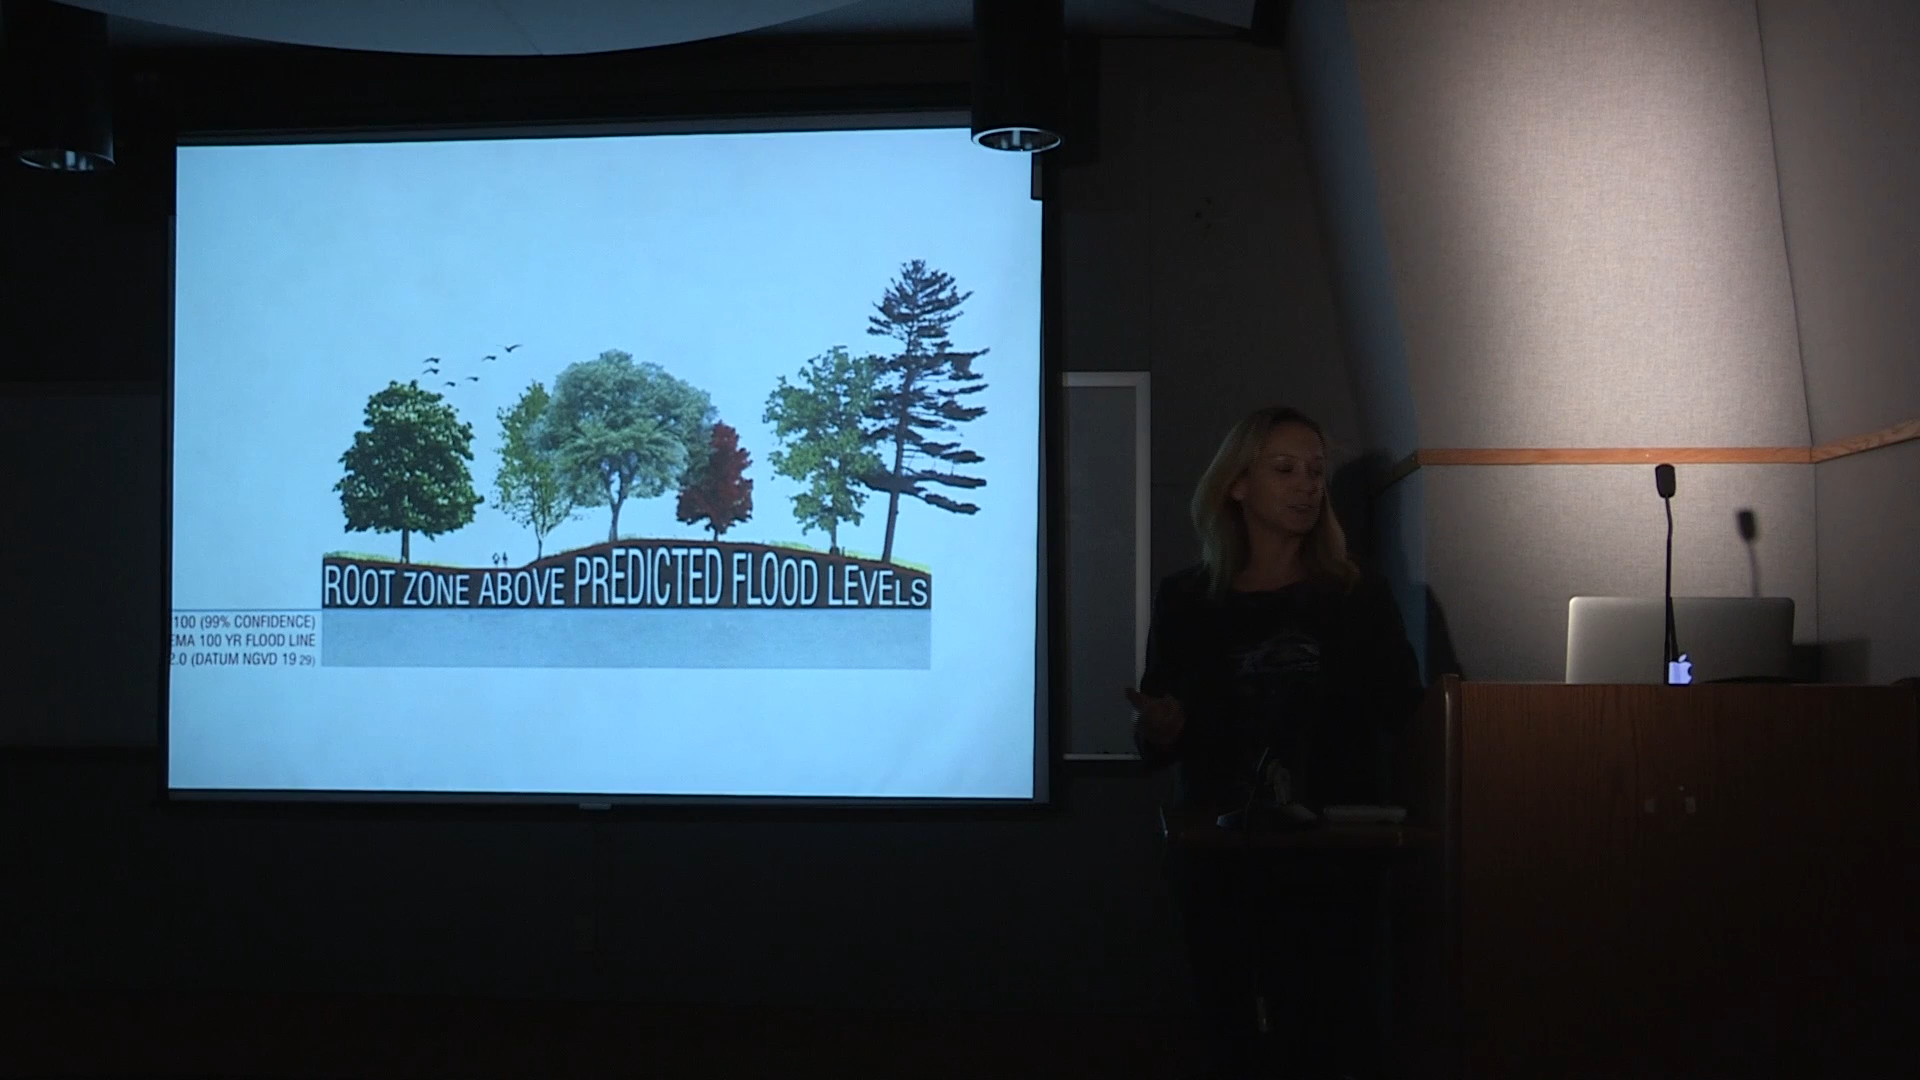 ROOT ZONE ABOVE PREDICTED FLOOD LEVELS
100 (99% CONFIDENCE)
EMA 100 YR FLOOD LINE
2.0 (DATUM NGVD 1929)